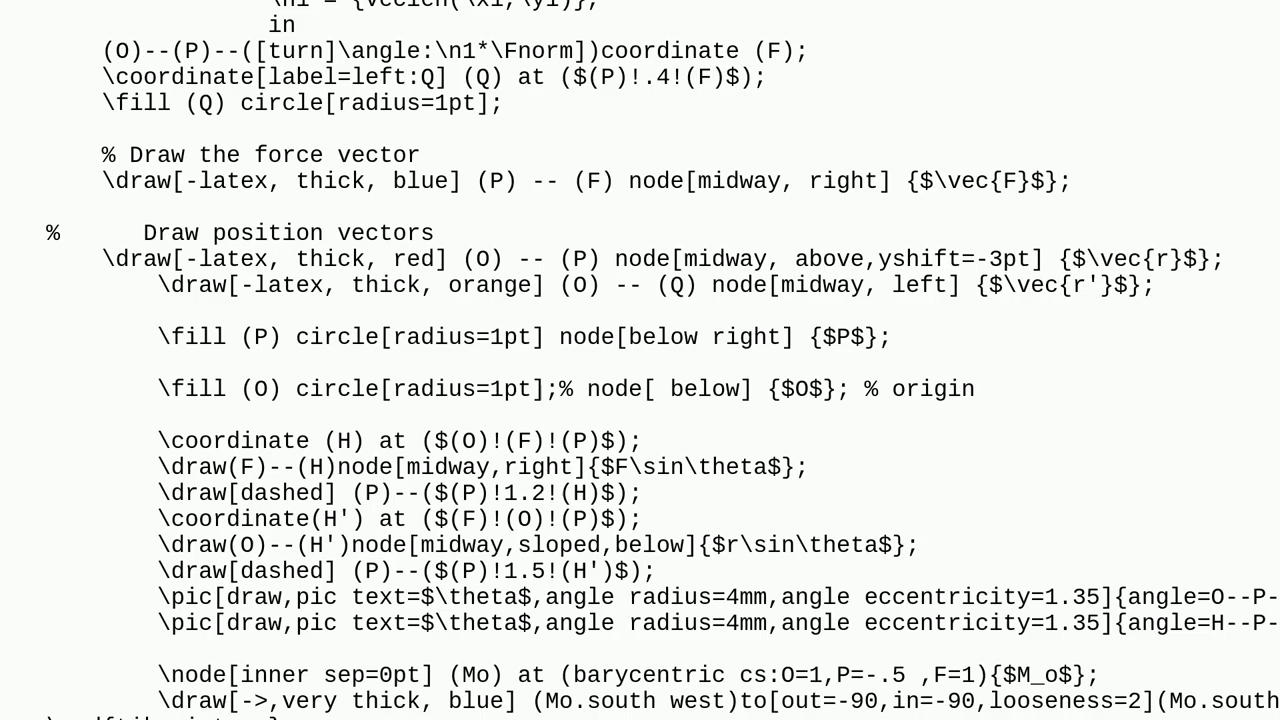 \n1 = {veclen(\x1,\y1)};
in
(O)--(P)--([turn]\angle:\n1*\Fnorm])coordinate (F);
\coordinate[label=left:Q] (Q) at ($(P)!.4!(F)$);
\fill (Q) circle[radius=1pt];
% Draw the force vector
\draw[-latex, thick, blue] (P) -- (F) node[midway, right] {$\vec{F}$};
%      Draw position vectors
\draw[-latex, thick, red] (O) -- (P) node[midway, above,yshift=-3pt] {$\vec{r}$};
\draw[-latex, thick, orange] (O) -- (Q) node[midway, left] {$\vec{r'}$};
\fill (P) circle[radius=1pt] node[below right] {$P$};
\fill (O) circle[radius=1pt];% node[ below] {$O$}; % origin
\coordinate (H) at ($(O)!(F)!(P)$);
\draw(F)--(H)node[midway,right]{$F\sin\theta$};
\draw[dashed] (P)--($(P)!1.2!(H)$);
\coordinate(H') at ($(F)!(O)!(P)$);
\draw(O)--(H')node[midway,sloped,below]{$r\sin\theta$};
\draw[dashed] (P)--($(P)!1.5!(H')$);
\pic[draw,pic text=$\theta$,angle radius=4mm,angle eccentricity=1.35]{angle=O--P-
\pic[draw,pic text=$\theta$,angle radius=4mm,angle eccentricity=1.35]{angle=H--P-
\node[inner sep=0pt] (Mo) at (barycentric cs:O=1,P=-.5 ,F=1){$M_o$};
\draw[->,very thick, blue] (Mo.south west)to[out=-90,in=-90,looseness=2](Mo.south